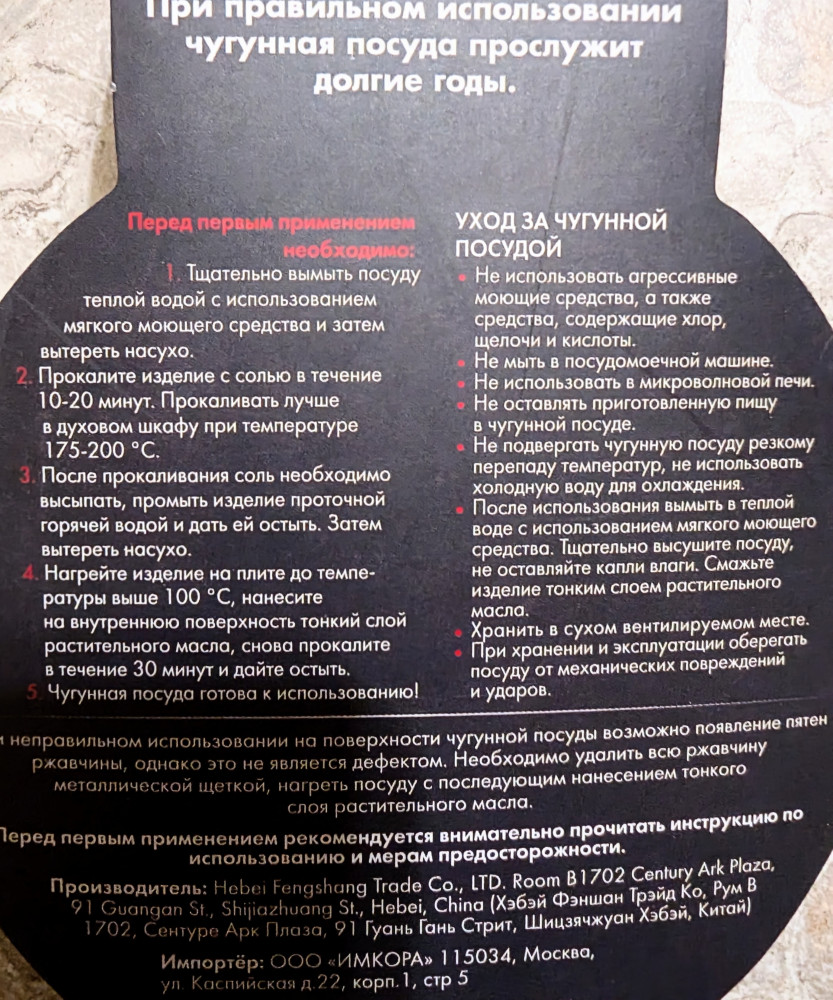 При правильном использовании
чугунная посуда прослужит
долгие годы.
Перед первым применением
необходимо:
1. Тщательно вымыть посуду
теплой водой с использованием
мягкого моющего средства и затем
вытереть насухо.
2. Прокалите изделие с солью в течение
10-20 минут. Прокаливать лучше
в духовом шкафу при температуре
175-200 °С.
3. После прокаливания соль необходимо
высыпать, промыть изделие проточной
горячей водой и дать ей остыть. Затем
вытереть насухо.
4. Нагрейте изделие на плите до темпе-
ратуры выше 100 °С, нанесите
на внутреннюю поверхность тонкий слой
растительного масла, снова прокалите
в течение 30 минут и дайте остыть.
5. Чугунная посуда готова к использованию!
УХОД ЗА ЧУГУННОЙ
ПОСУДОЙ
• Не использовать агрессивные
моющие средства, а также
средства, содержащие хлор,
щелочи и кислоты.
• Не мыть в посудомоечной машине.
• Не использовать в микроволновой печи.
• Не оставлять приготовленную пищу
в чугунной посуде.
• Не подвергать чугунную посуду резкому
перепаду температур, не использовать
холодную воду для охлаждения.
• После использования вымыть в теплой
воде с использованием мягкого моющего
средства. Тщательно высушите посуду,
не оставляйте капли влаги. Смажьте
изделие тонким слоем растительного
масла.
• Хранить в сухом вентилируемом месте.
• При хранении и эксплуатации оберегать
посуду от механических повреждений
и ударов.
и неправильном использовании на поверхности чугунной посуды возможно появление пятен
ржавчины, однако это не является дефектом. Необходимо удалить всю ржавчину
металлической щеткой, нагреть посуду с последующим нанесением тонкого
слоя растительного масла.
Перед первым применением рекомендуется внимательно прочитать инструкцию по
использованию и мерам предосторожности.
Производитель: Hebei Fengshang Trade Co., LTD. Room B1702 Century Ark Plaza,
91 Guangan St., Shijiazhuang St., Hebei, China (Хэбэй Фэншан Трэйд Ко, Рум В
1702, Сентуре Арк Плаза, 91 Гуань Гань Стрит, Шицзячжуан Хэбэй, Китай)
Импортёр: ООО «ИМКОРА» 115034, Москва,
ул. Каспийская д.22, корп.1, стр 5